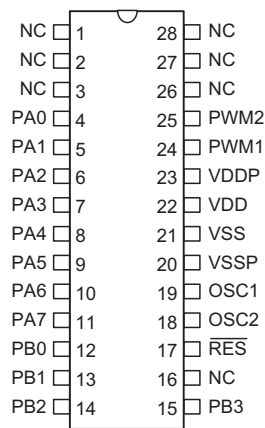 NC 1 28 NC
NC 2 27 NC
NC 3 26 NC
PA0 4 25 PWM2
PA1 5 24 PWM1
PA2 6 23 VDDP
PA3 7 22 VDD
PA4 8 21 VSS
PA5 9 20 VSSP
PA6 10 19 OSC1
PA7 11 18 OSC2
PB0 12 17 R̅E̅S̅
PB1 13 16 NC
PB2 14 15 PB3